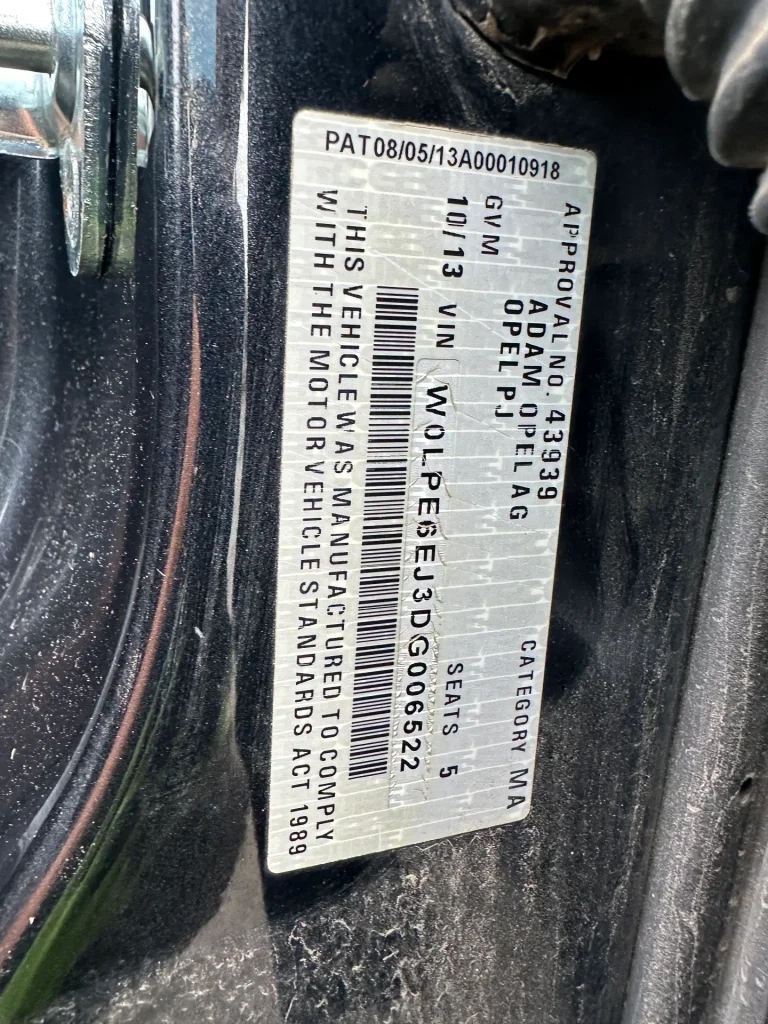 PAT08/05/13A00010918
APPROVAL NO. 43939 CATEGORY MA
ADAM OPEL AG
OPEL PJ
GVM SEATS 5
10/13 VIN W0LPE6EJ3DG006522
THIS VEHICLE WAS MANUFACTURED TO COMPLY
WITH THE MOTOR VEHICLE STANDARDS ACT 1989